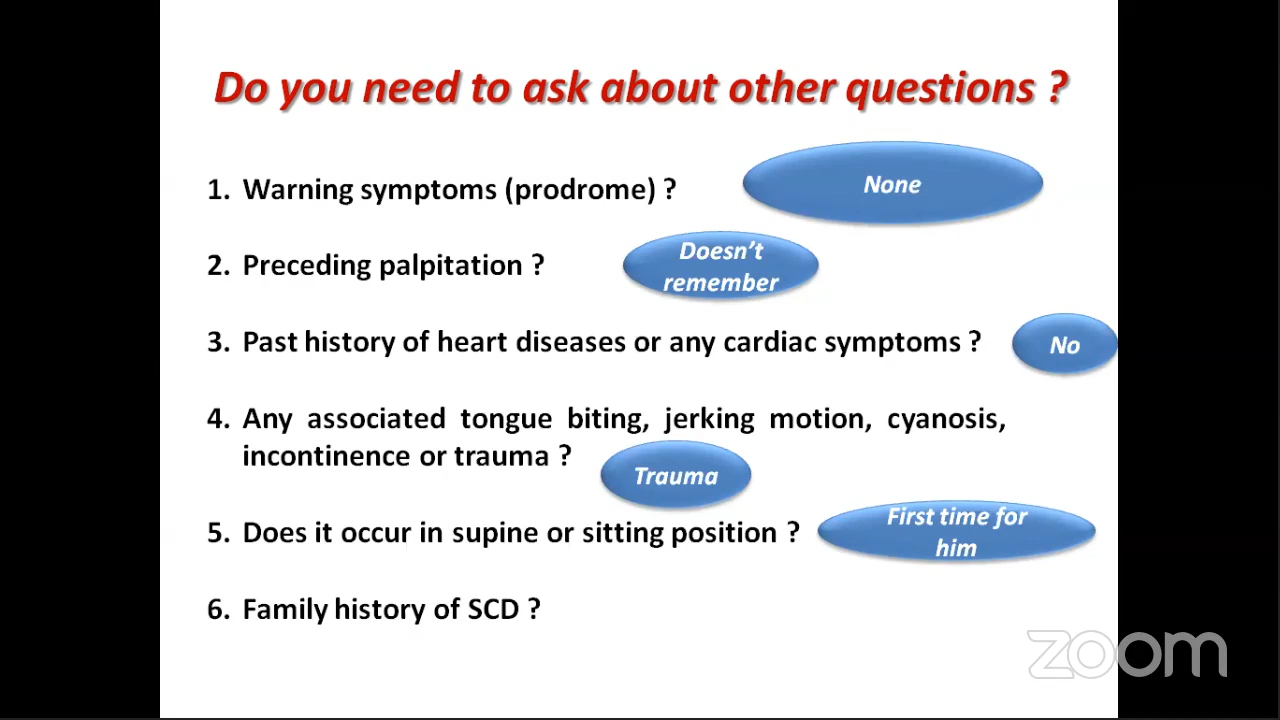 Do you need to ask about other questions ?
1. Warning symptoms (prodrome) ?
None
2. Preceding palpitation ?
Doesn't
remember
3. Past history of heart diseases or any cardiac symptoms ?
No
4. Any associated tongue biting, jerking motion, cyanosis,
incontinence or trauma ?
Trauma
5. Does it occur in supine or sitting position ?
First time for
him
6. Family history of SCD ?
zoom